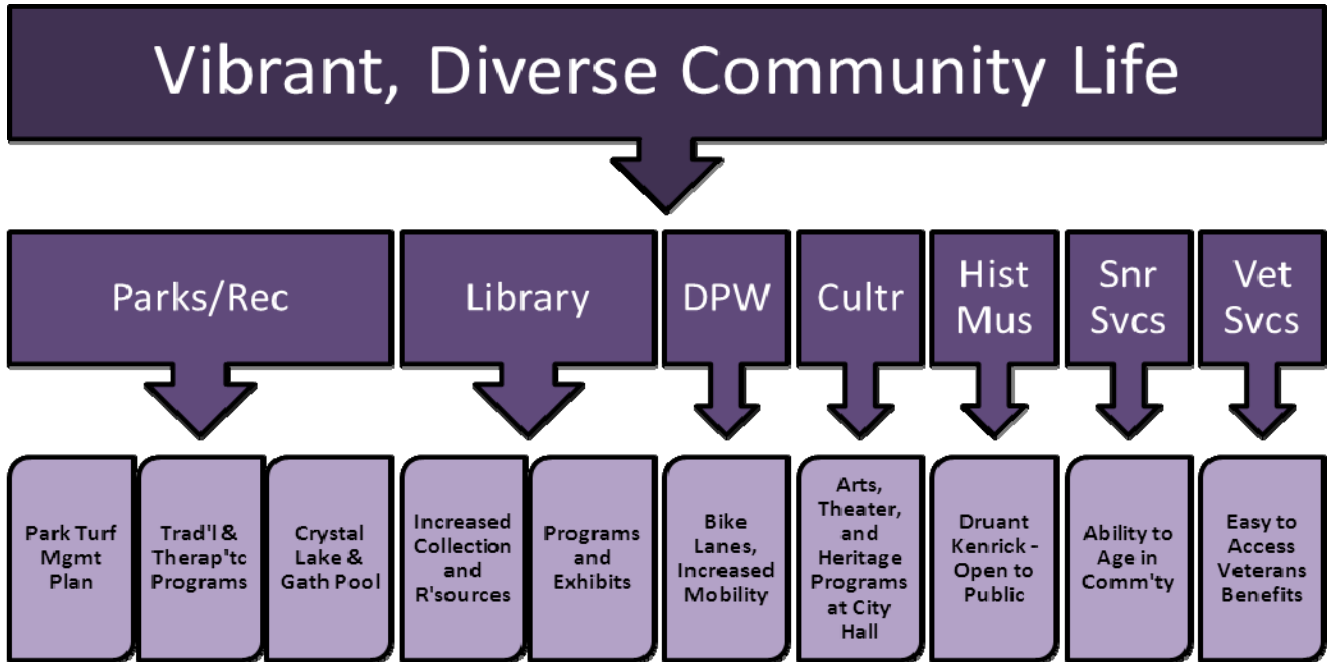 Vibrant, Diverse Community Life
Parks/Rec
Library
DPW
Cultr
Hist
Mus
Snr
Svcs
Vet
Svcs
Park Turf
Mgmt
Plan
Trad'l &
Therap'tc
Programs
Crystal
Lake &
Gath Pool
Increased
Collection
and
R'sources
Programs
and
Exhibits
Bike
Lanes,
Increased
Mobility
Arts,
Theater,
and
Heritage
Programs
at City
Hall
Druant
Kenrick -
Open to
Public
Ability to
Age in
Comm'ty
Easy to
Access
Veterans
Benefits